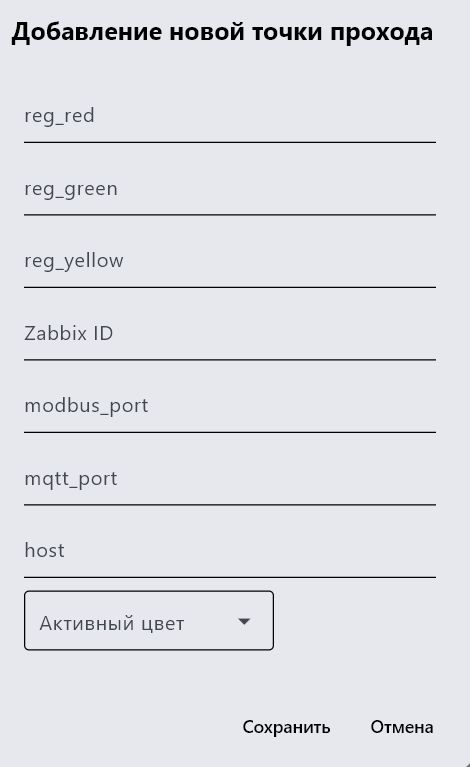 Добавление новой точки прохода
reg_red
reg_green
reg_yellow
Zabbix ID
modbus_port
mqtt_port
host
Активный цвет
Сохранить Отмена